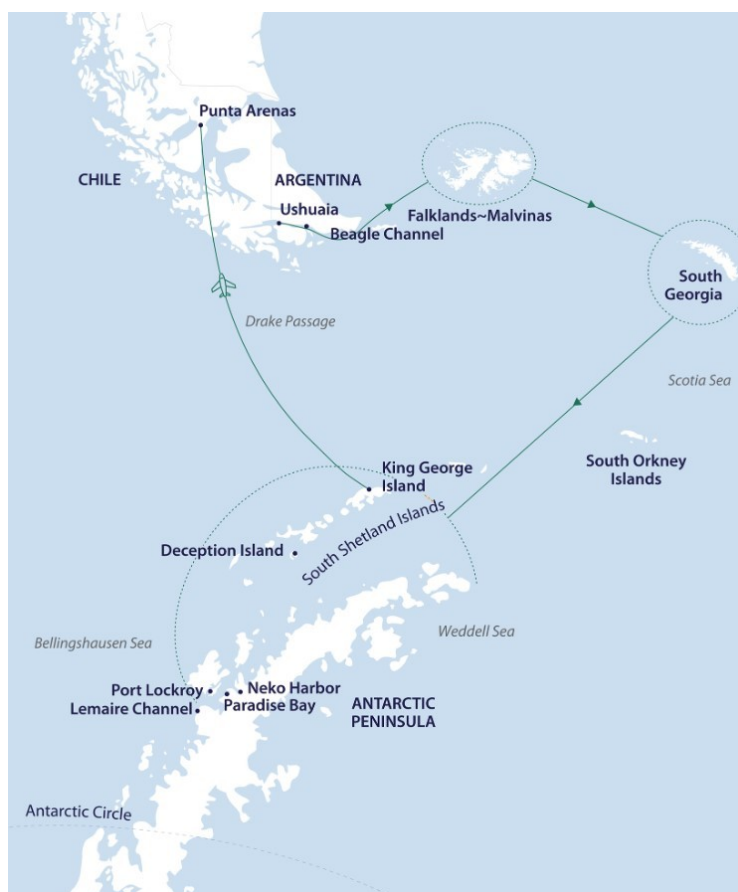 Punta Arenas
CHILE
ARGENTINA
Ushuaia
Beagle Channel
Falklands~Malvinas
South
Georgia
Drake Passage
Scotia Sea
King George
Island
South Orkney
Islands
South Shetland Islands
Deception Island
Bellingshausen Sea
Weddell Sea
Port Lockroy
Neko Harbor
Lemaire Channel
Paradise Bay
ANTARCTIC
PENINSULA
Antarctic Circle